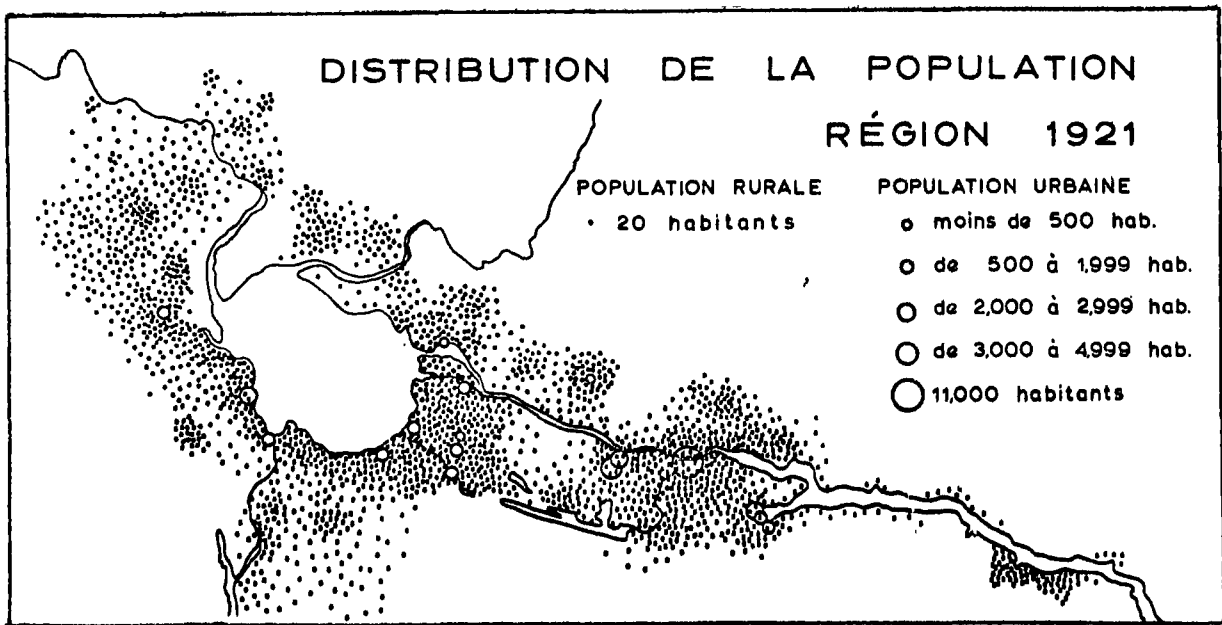 DISTRIBUTION DE LA POPULATION
RÉGION 1921
POPULATION RURALE
20 habitants
POPULATION URBAINE
moins de 500 hab.
de 500 à 1,999 hab.
de 2,000 à 2,999 hab.
de 3,000 à 4,999 hab.
11,000 habitants